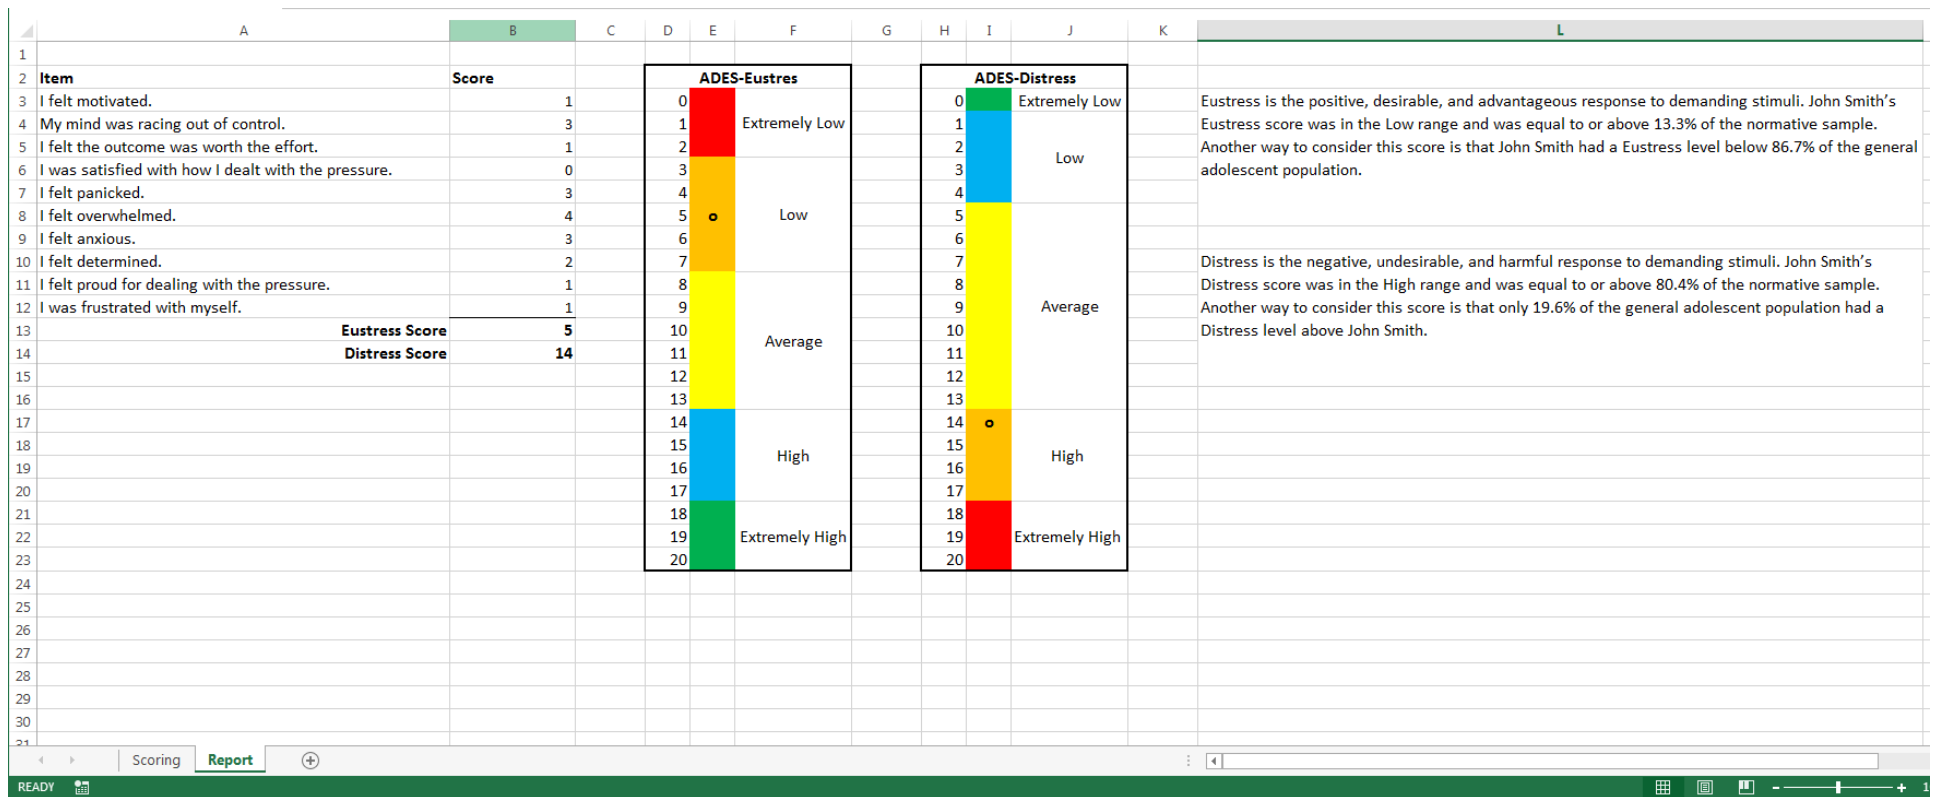 A B C D E F G H I J K L
1
2 Item Score ADES-Eustres ADES-Distress
3 I felt motivated. 1 0 0 Extremely Low Eustress is the positive, desirable, and advantageous response to demanding stimuli. John Smith's
4 My mind was racing out of control. 3 1 Extremely Low 1 Eustress score was in the Low range and was equal to or above 13.3% of the normative sample.
5 I felt the outcome was worth the effort. 1 2 2 Low Another way to consider this score is that John Smith had a Eustress level below 86.7% of the general
6 I was satisfied with how I dealt with the pressure. 0 3 3 adolescent population.
7 I felt panicked. 3 4 4
8 I felt overwhelmed. 4 5 o Low 5
9 I felt anxious. 3 6 6
10 I felt determined. 2 7 7 Distress is the negative, undesirable, and harmful response to demanding stimuli. John Smith's
11 I felt proud for dealing with the pressure. 1 8 8 Distress score was in the High range and was equal to or above 80.4% of the normative sample.
12 I was frustrated with myself. 1 9 9 Average Another way to consider this score is that only 19.6% of the general adolescent population had a
13 Eustress Score 5 10 10 Distress level above John Smith.
14 Distress Score 14 11 Average 11
15 12 12
16 13 13
17 14 14 o
18 15 15
19 16 High 16 High
20 17 17
21 18 18
22 19 Extremely High 19 Extremely High
23 20 20
24
25
26
27
28
29
30
31
Scoring Report
READY